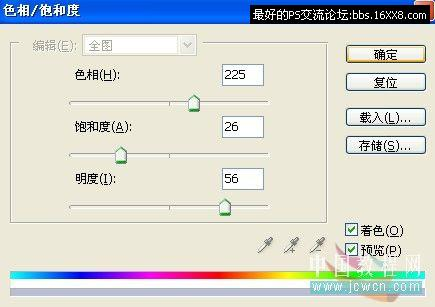 色相/饱和度
最好的PS交流论坛:bbs.16XX8.com
编辑(E): 全图
确定
色相(H): 225
复位
载入(L)...
饱和度(A): 26
存储(S)...
明度(I): 56
着色(O)
预览(P)
中国教程网
www.jcwcn.com